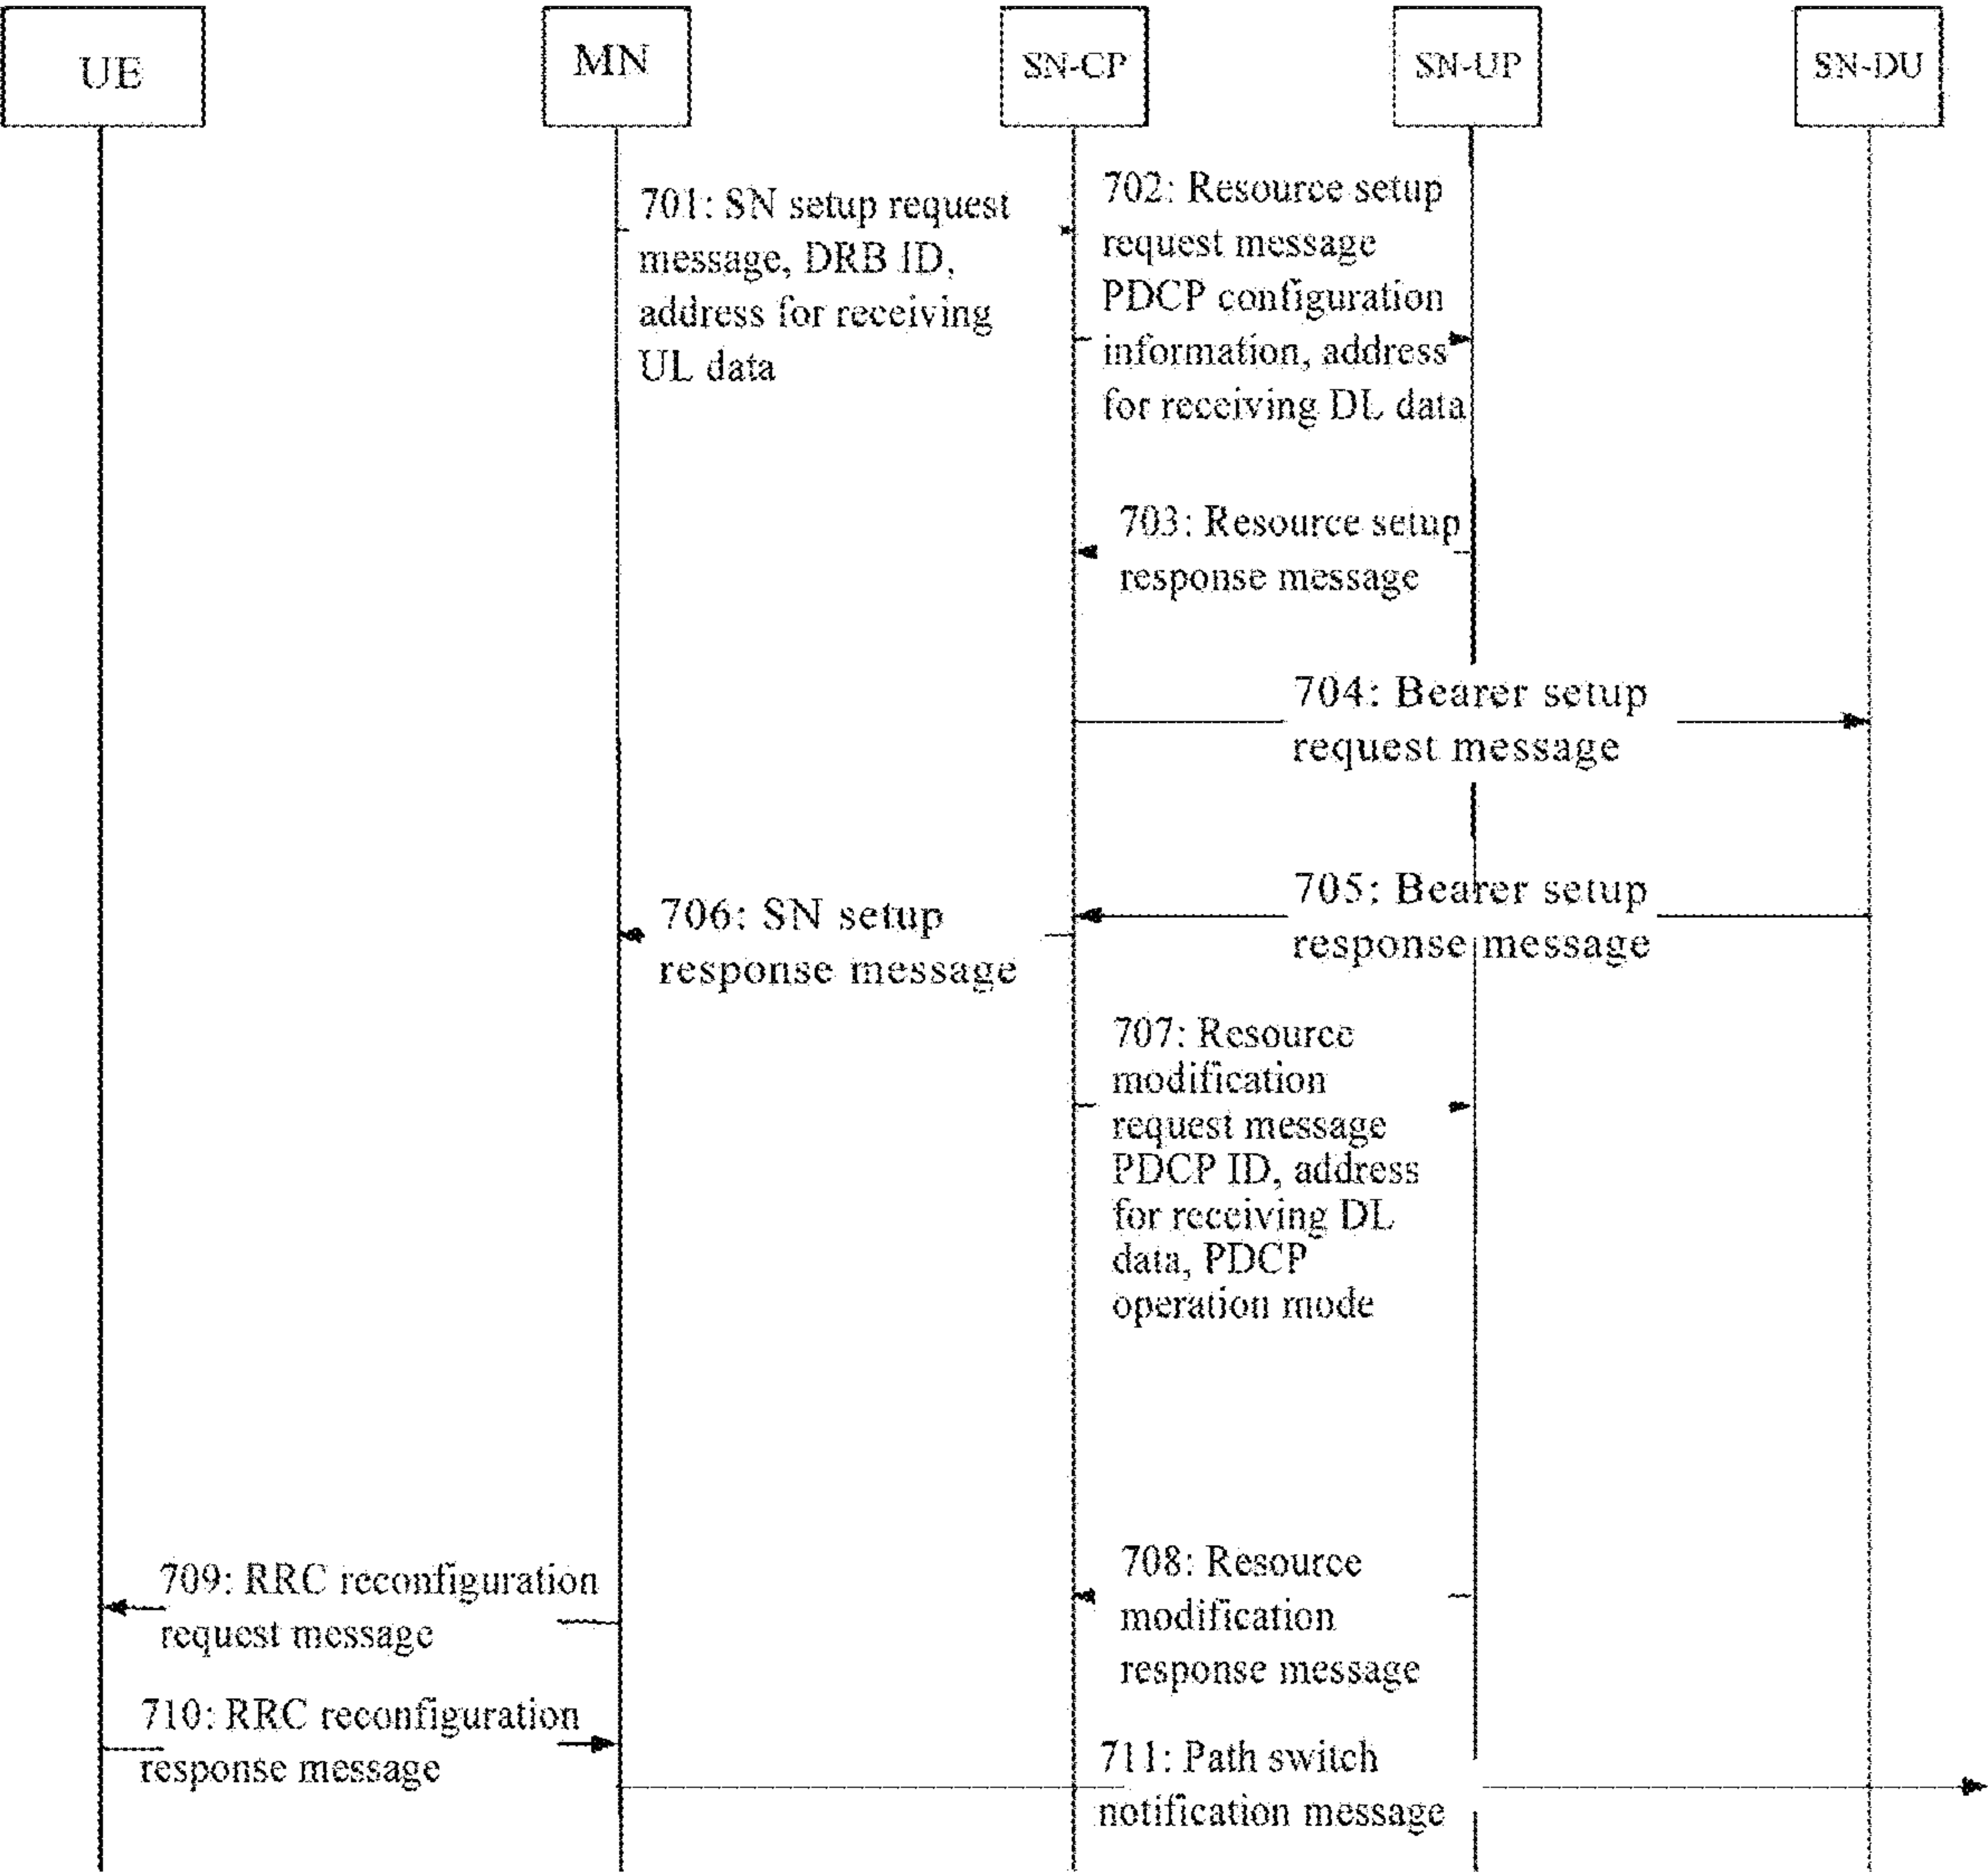 UE
MN
SN-CP
SN-UP
SN-DU
701: SN setup request
message, DRB ID,
address for receiving
UL data
702: Resource setup
request message
PDCP configuration
information, address
for receiving DL data
703: Resource setup
response message
704: Bearer setup
request message
705: Bearer setup
response message
706: SN setup
response message
707: Resource
modification
request message
PDCP ID, address
for receiving DL
data, PDCP
operation mode
708: Resource
modification
response message
709: RRC reconfiguration
request message
710: RRC reconfiguration
response message
711: Path switch
notification message